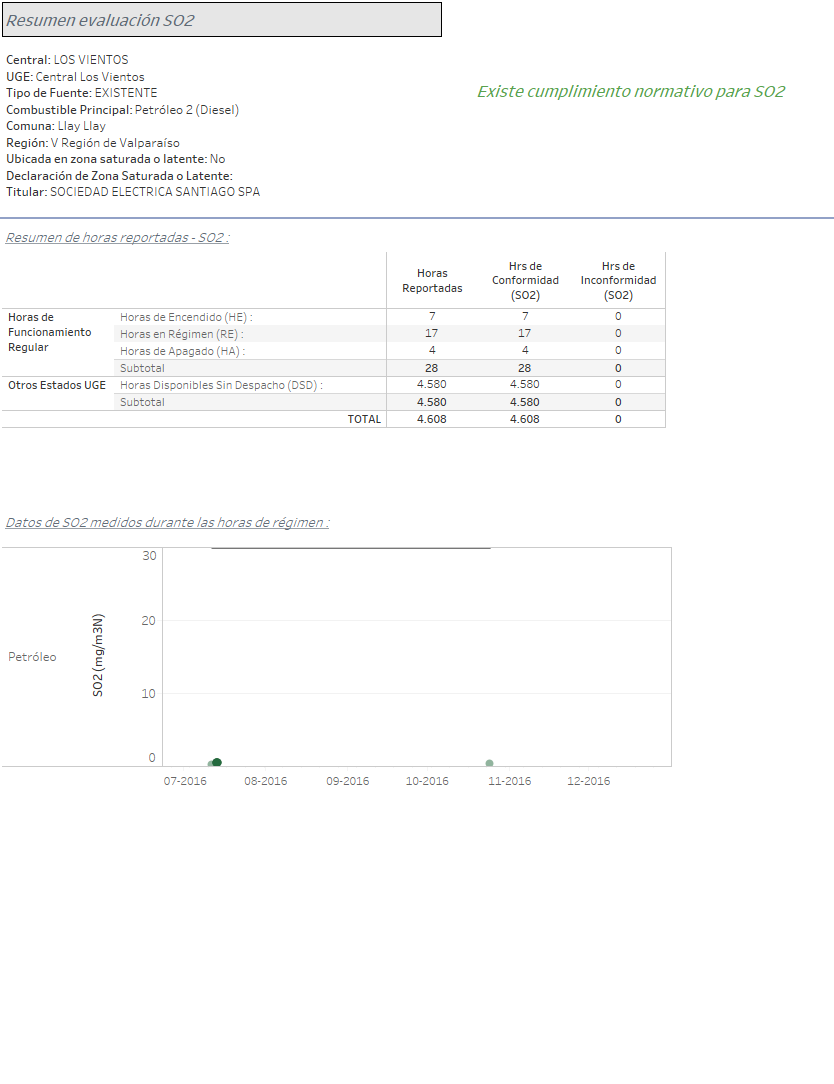 Resumen evaluación SO2
Central: LOS VIENTOS
UGE: Central Los Vientos
Tipo de Fuente: EXISTENTE
Existe cumplimiento normativo para SO2
Combustible Principal: Petróleo 2 (Diesel)
Comuna: Llay Llay
Región: V Región de Valparaíso
Ubicada en zona saturada o latente: No
Declaración de Zona Saturada o Latente:
Titular: SOCIEDAD ELECTRICA SANTIAGO SPA
Resumen de horas reportadas - SO2 :
Horas Reportadas Hrs de Conformidad (SO2) Hrs de Inconformidad (SO2)
Horas de Funcionamiento Regular Horas de Encendido (HE) : 7 7 0
Horas en Régimen (RE) : 17 17 0
Horas de Apagado (HA) : 4 4 0
Subtotal 28 28 0
Otros Estados UGE Horas Disponibles Sin Despacho (DSD) : 4.580 4.580 0
Subtotal 4.580 4.580 0
TOTAL 4.608 4.608 0
Datos de SO2 medidos durante las horas de régimen :
30
20
Petróleo
SO2 (mg/m3N)
10
0
07-2016 08-2016 09-2016 10-2016 11-2016 12-2016